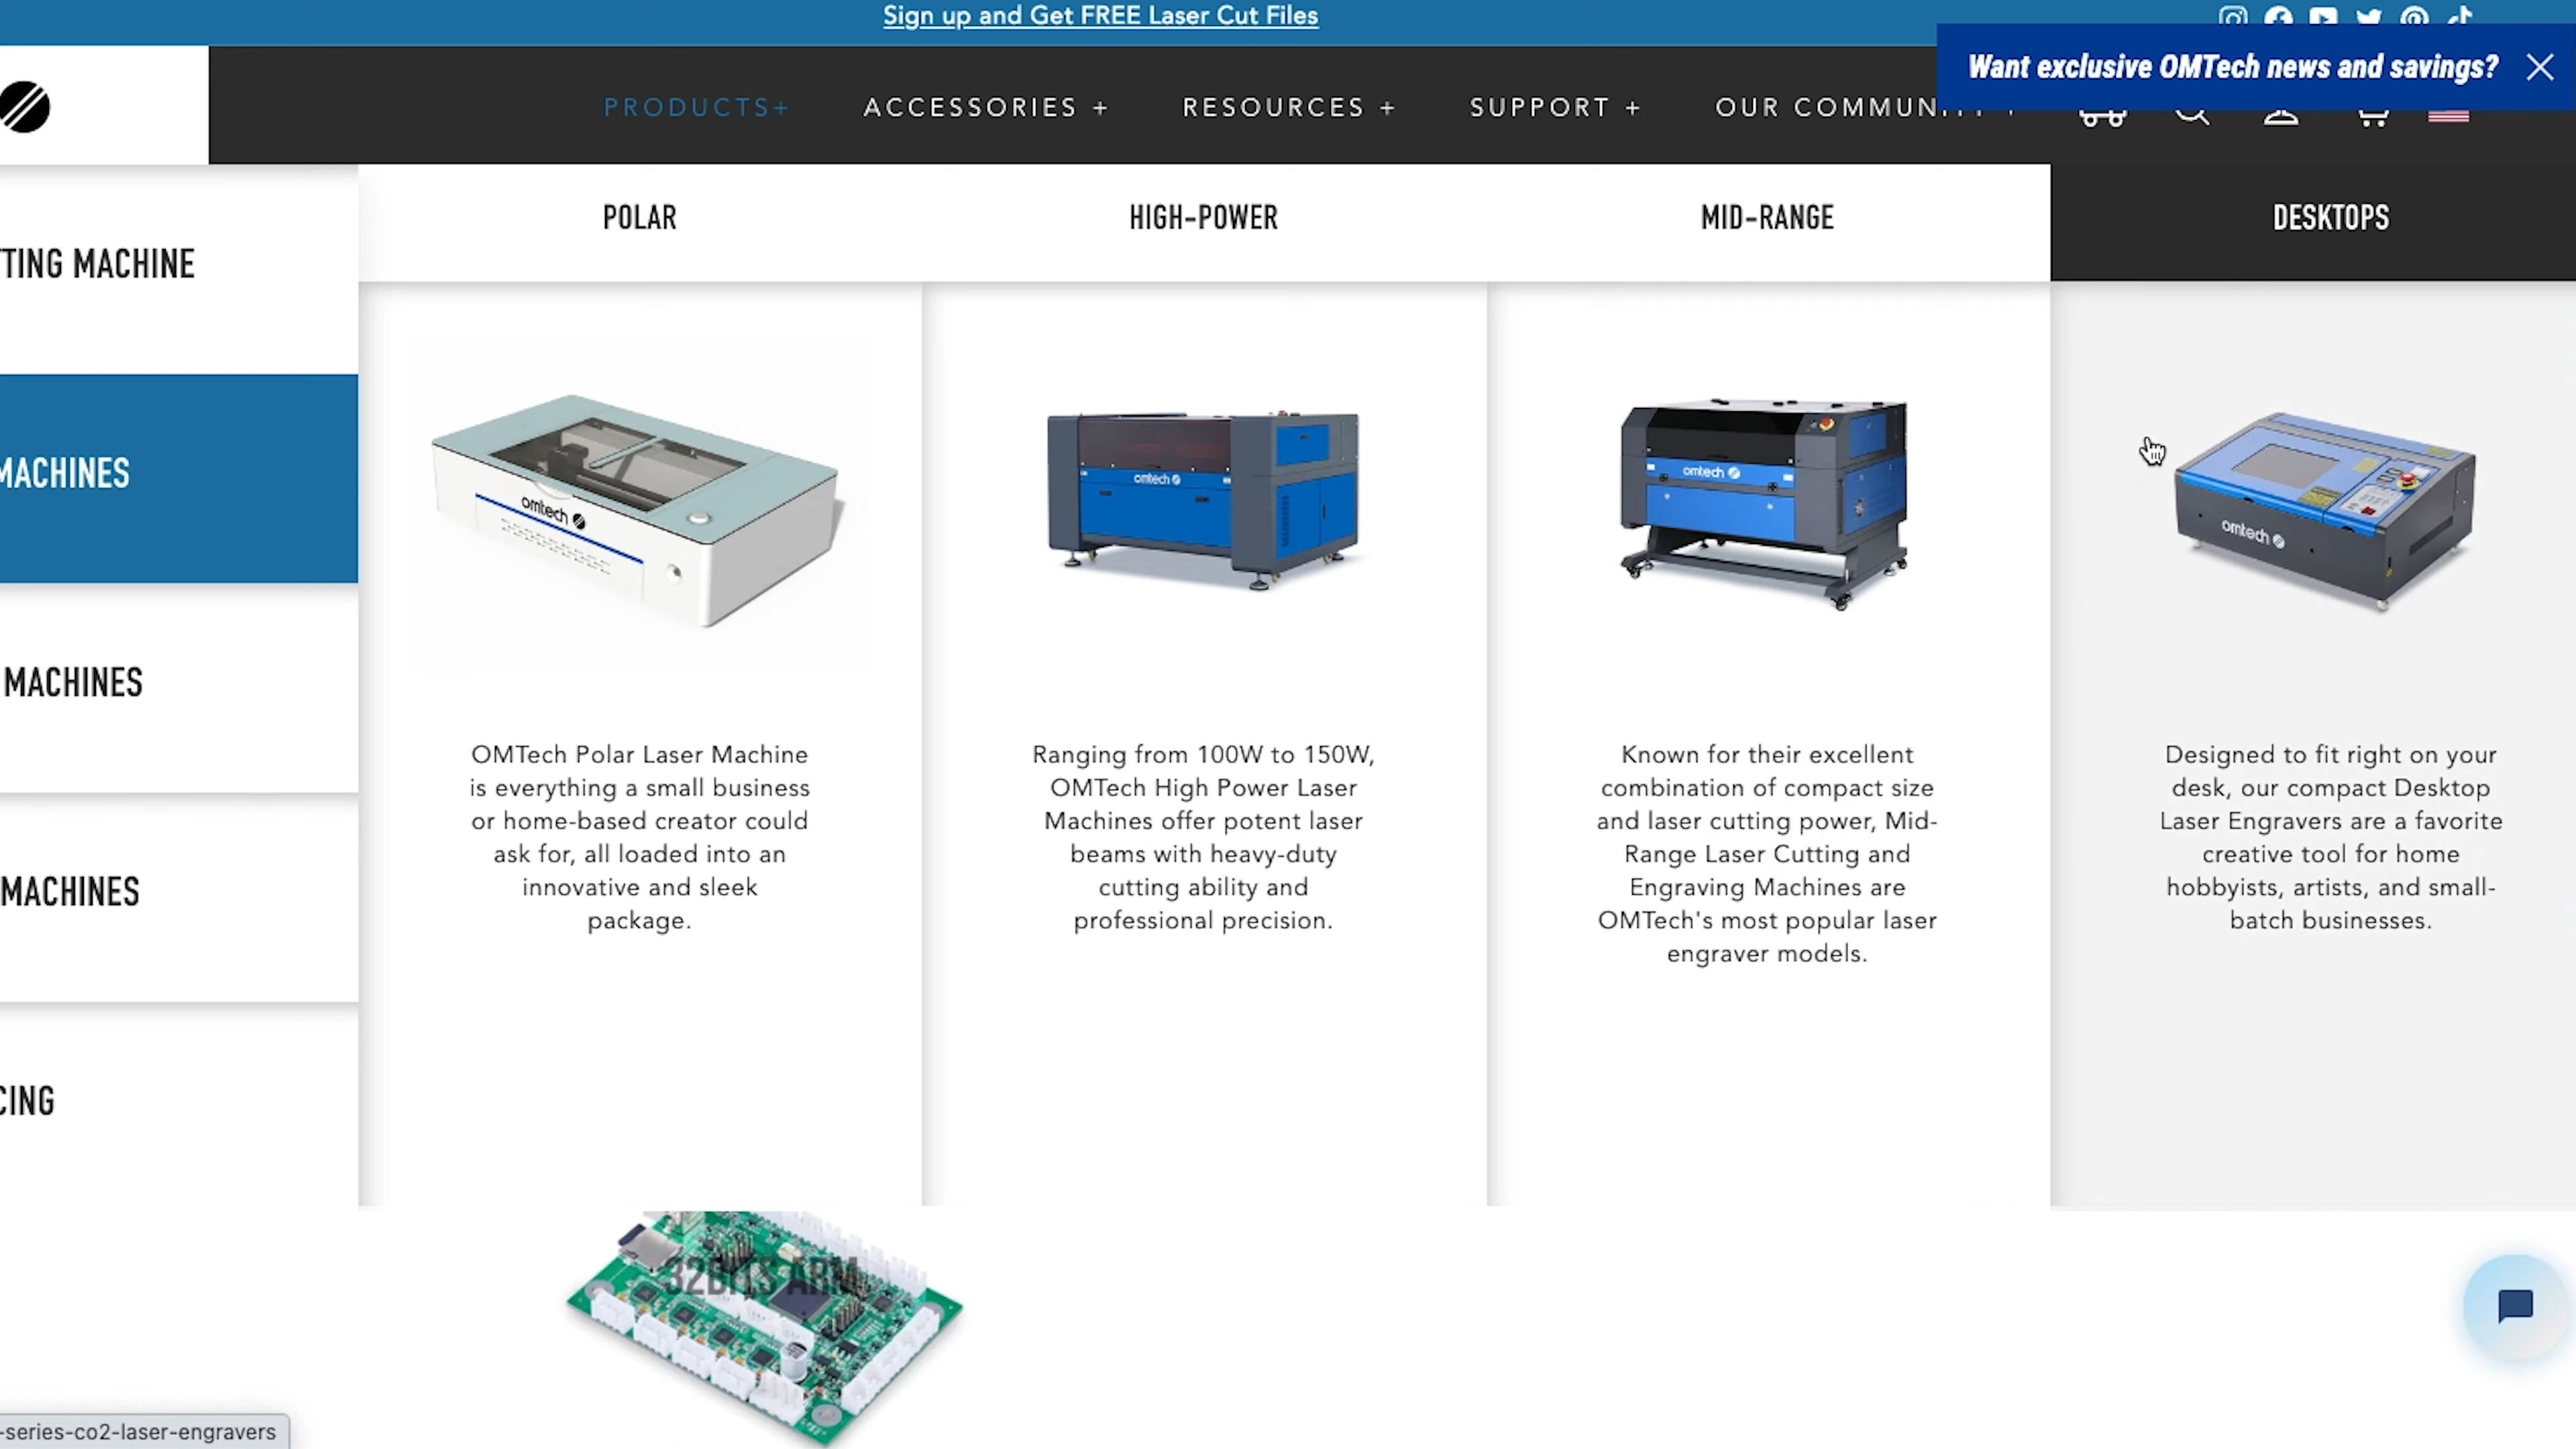 Sign up and Get FREE Laser Cut Files
Want exclusive OMTech news and savings?
PRODUCTS+ ACCESSORIES + RESOURCES + SUPPORT +
OUR
POLAR
HIGH-POWER
MID-RANGE
DESKTOPS
TTING MACHINE
MACHINES
MACHINES
MACHINES
CING
omtech
omtech
omtech
omtech
OMTech Polar Laser Machine
is everything a small business
or home-based creator could
ask for, all loaded into an
innovative and sleek
package.
Ranging from 100W to 150W,
OMTech High Power Laser
Machines offer potent laser
beams with heavy-duty
cutting ability and
professional precision.
Known for their excellent
combination of compact size
and laser cutting power, Mid-
Range Laser Cutting and
Engraving Machines are
OMTech's most popular laser
engraver models.
Designed to fit right on your
desk, our compact Desktop
Laser Engravers are a favorite
creative tool for home
hobbyists, artists, and small-
batch businesses.
32BITS ARM
-series-co2-laser-engravers